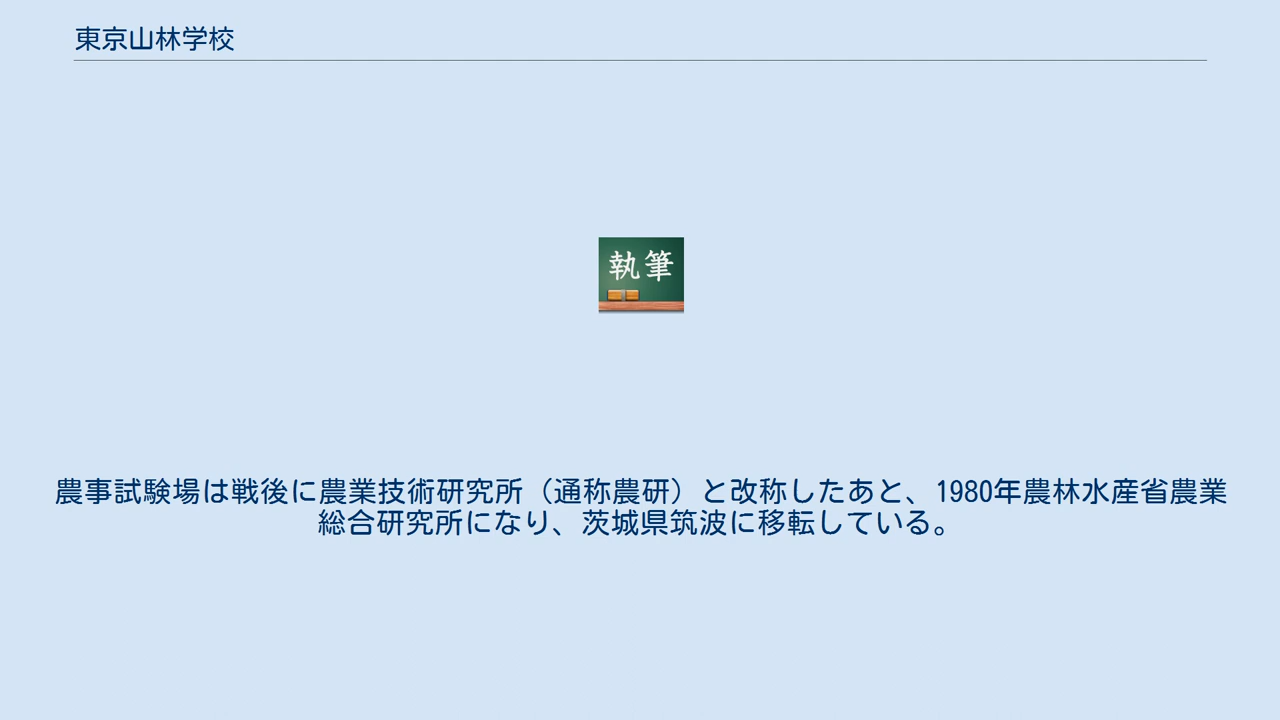 東京山林学校
執筆
農事試験場は戦後に農業技術研究所（通称農研）と改称したあと、1980年農林水産省農業
総合研究所になり、茨城県筑波に移転している。